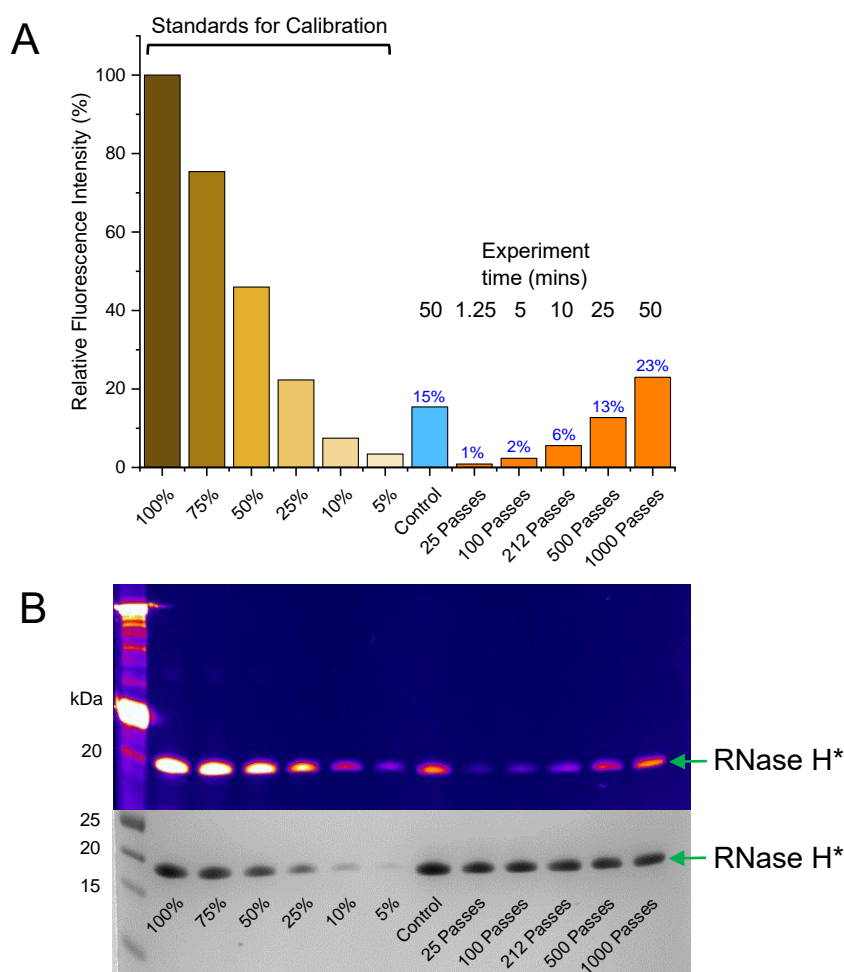 A
Standards for Calibration
Relative Fluorescence Intensity (%)
100
80
60
40
20
0
Experiment
time (mins)
50 1.25 5 10 25 50
15%
1%
2%
6%
13%
23%
100%
75%
50%
25%
10%
5%
Control
25 Passes
100 Passes
212 Passes
500 Passes
1000 Passes
B
kDa
20
RNase H*
25
20
15
RNase H*
100%
75%
50%
25%
10%
5%
Control
25 Passes
100 Passes
212 Passes
500 Passes
1000 Passes